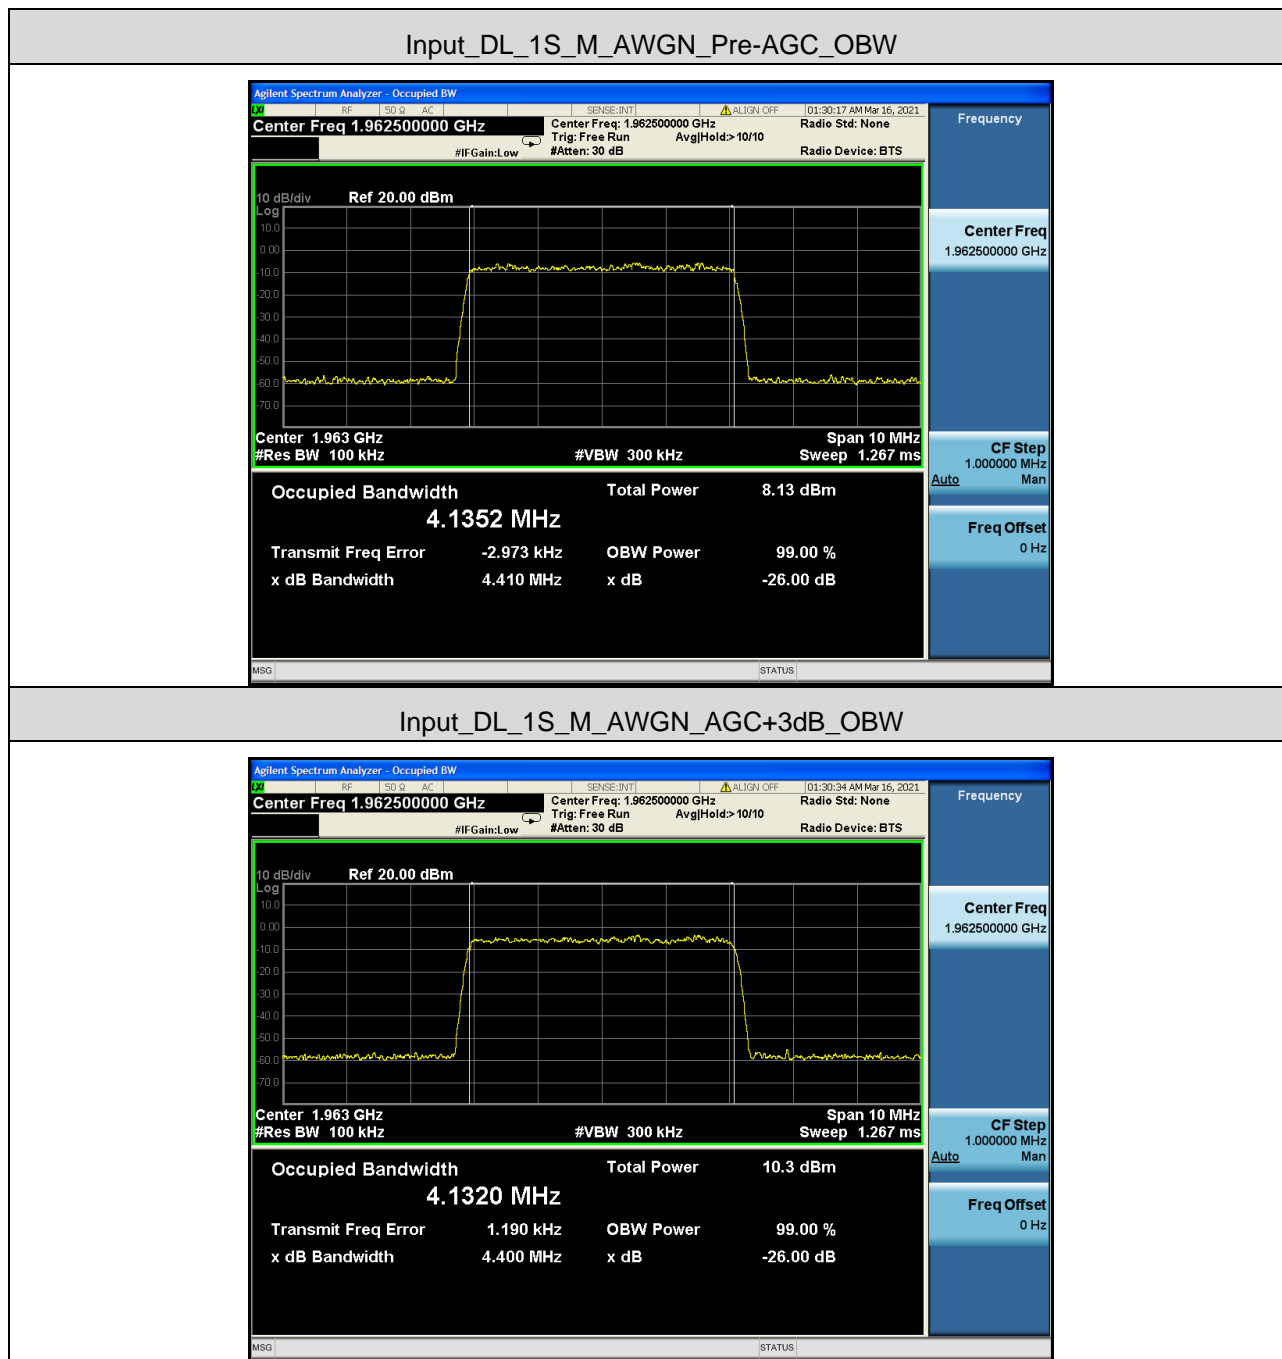 Input_DL_1S_M_AWGN_Pre-AGC_OBW
Agilent Spectrum Analyzer - Occupied BW
LXI RF 50 Ω AC SENSE:INT ALIGN OFF 01:30:17 AM Mar 16, 2021
Center Freq 1.962500000 GHz
Center Freq: 1.962500000 GHz
Radio Std: None
Trig: Free Run Avg|Hold:>10/10
#IFGain:Low #Atten: 30 dB Radio Device: BTS
10 dB/div Ref 20.00 dBm
Log
10.0
0.00
-10.0
-20.0
-30.0
-40.0
-50.0
-60.0
-70.0
Center 1.963 GHz Span 10 MHz
#Res BW 100 kHz #VBW 300 kHz Sweep 1.267 ms
Occupied Bandwidth Total Power 8.13 dBm
4.1352 MHz
Transmit Freq Error -2.973 kHz OBW Power 99.00 %
x dB Bandwidth 4.410 MHz x dB -26.00 dB
MSG STATUS
Frequency
Center Freq
1.962500000 GHz
CF Step
1.000000 MHz
Auto Man
Freq Offset
0 Hz
Input_DL_1S_M_AWGN_AGC+3dB_OBW
Agilent Spectrum Analyzer - Occupied BW
LXI RF 50 Ω AC SENSE:INT ALIGN OFF 01:30:34 AM Mar 16, 2021
Center Freq 1.962500000 GHz
Center Freq: 1.962500000 GHz
Radio Std: None
Trig: Free Run Avg|Hold:>10/10
#IFGain:Low #Atten: 30 dB Radio Device: BTS
10 dB/div Ref 20.00 dBm
Log
10.0
0.00
-10.0
-20.0
-30.0
-40.0
-50.0
-60.0
-70.0
Center 1.963 GHz Span 10 MHz
#Res BW 100 kHz #VBW 300 kHz Sweep 1.267 ms
Occupied Bandwidth Total Power 10.3 dBm
4.1320 MHz
Transmit Freq Error 1.190 kHz OBW Power 99.00 %
x dB Bandwidth 4.400 MHz x dB -26.00 dB
MSG STATUS
Frequency
Center Freq
1.962500000 GHz
CF Step
1.000000 MHz
Auto Man
Freq Offset
0 Hz